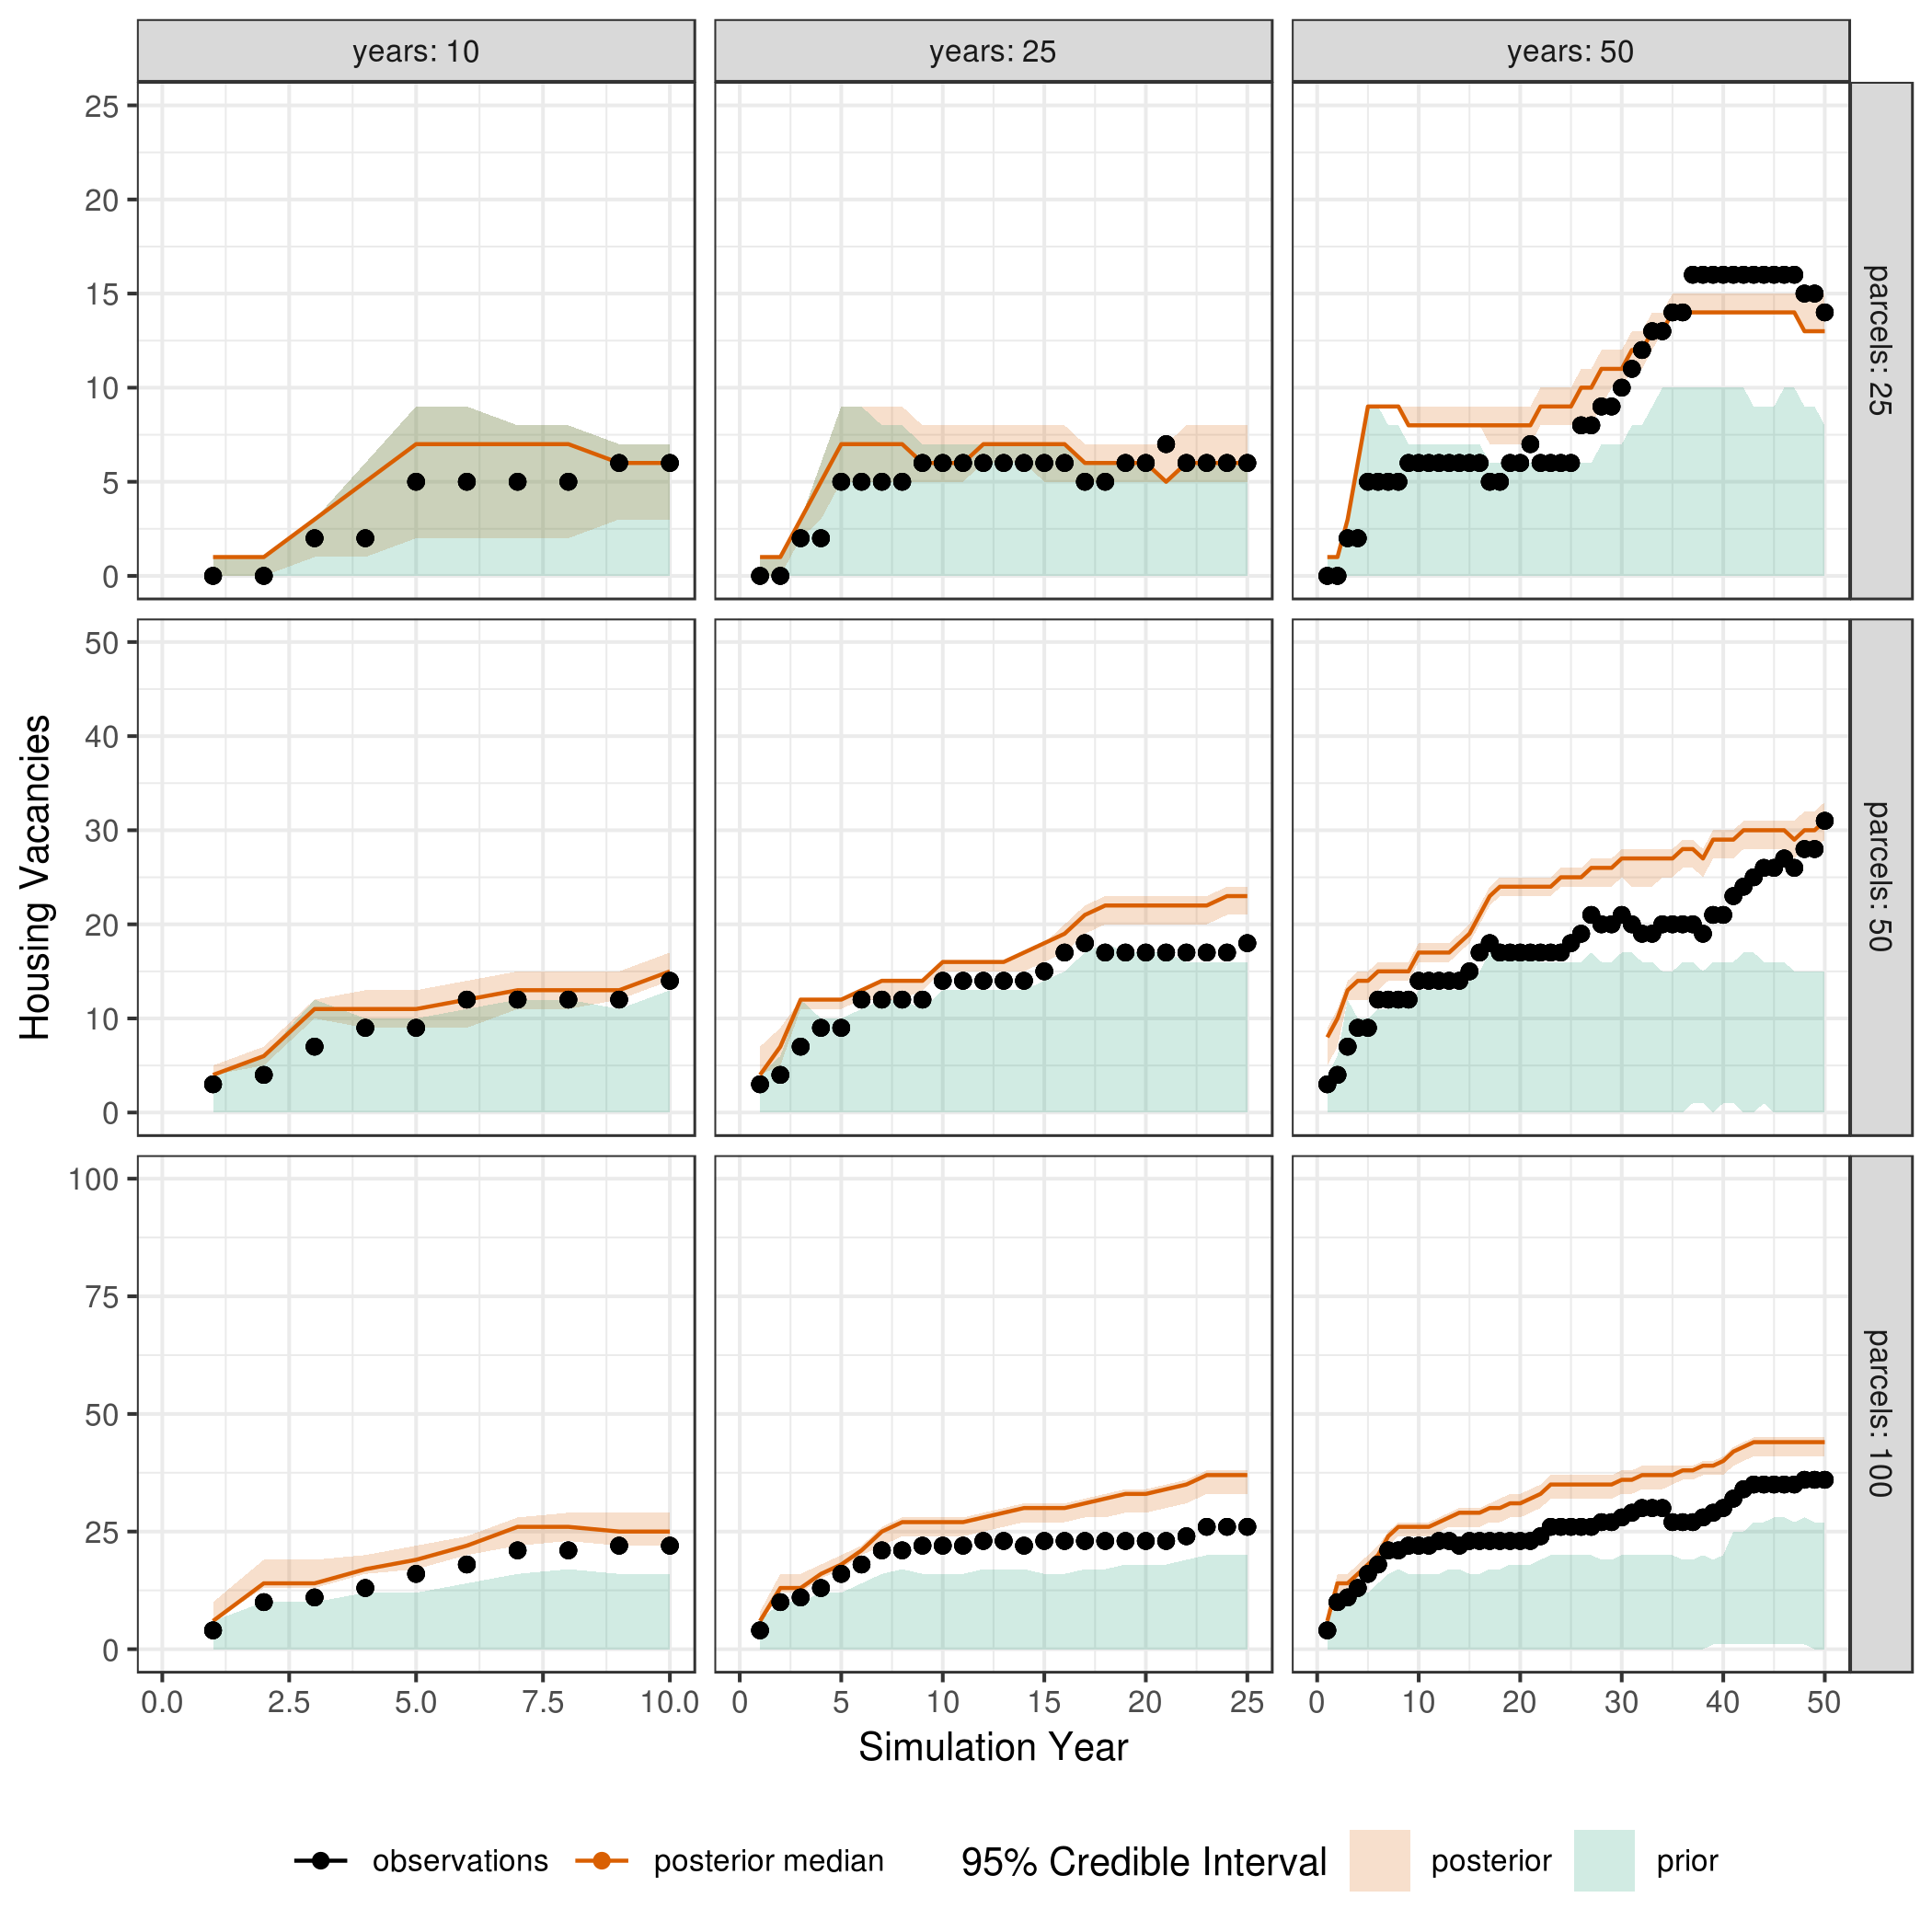 years: 10
years: 25
years: 50
25
20
15
10
5
0
parcels: 25
50
40
30
20
10
0
parcels: 50
100
75
50
25
0
parcels: 100
Housing Vacancies
0.0 2.5 5.0 7.5 10.0
0 5 10 15 20 25
0 10 20 30 40 50
Simulation Year
observations posterior median 95% Credible Interval posterior prior